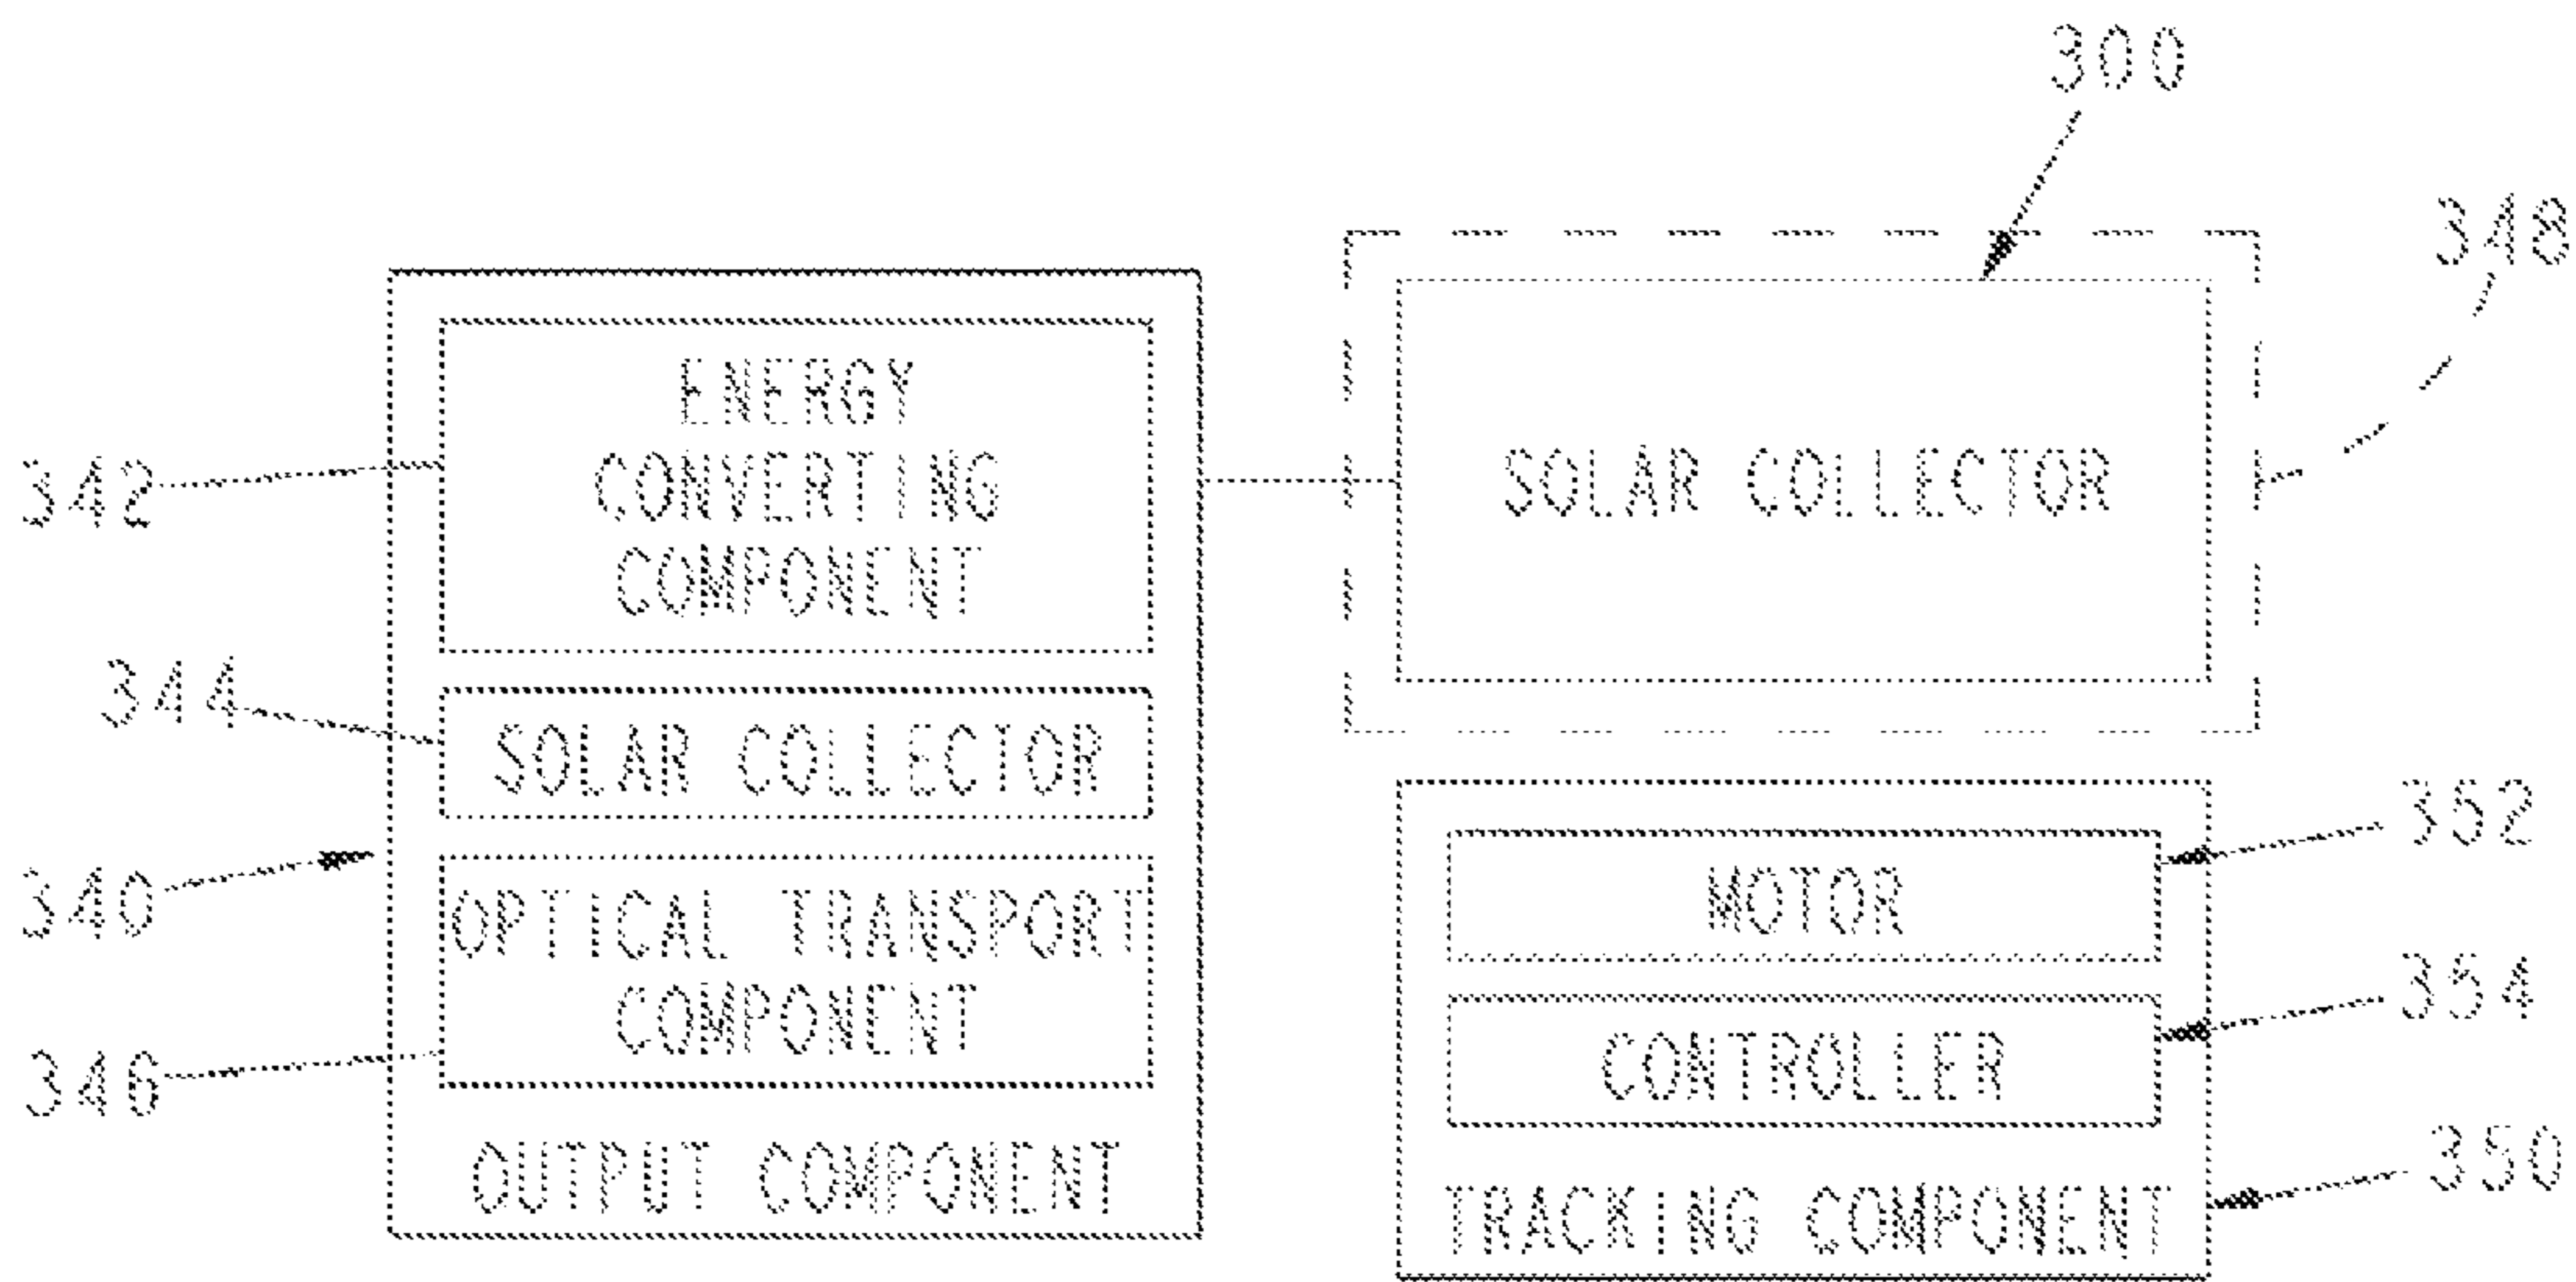 300
348
ENERGY
CONVERTING
COMPONENT
342
SOLAR COLLECTOR
344
SOLAR COLLECTOR
340
OPTICAL TRANSPORT
COMPONENT
346
OUTPUT COMPONENT
352
MOTOR
354
CONTROLLER
350
TRACKING COMPONENT